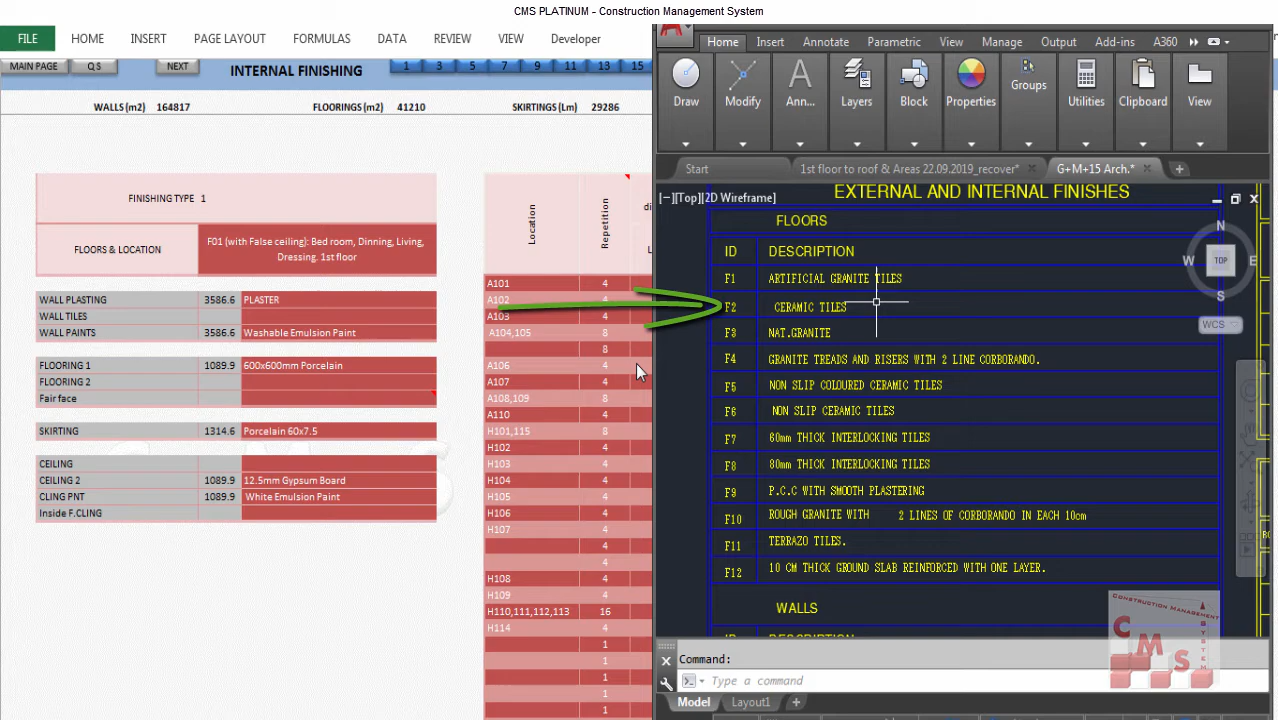 CMS PLATINUM - Construction Management System
FILE HOME INSERT PAGE LAYOUT FORMULAS DATA REVIEW VIEW Developer
MAIN PAGE Q S NEXT INTERNAL FINISHING 1 3 5 7 9 11 13 15
WALLS (m2) 164817 FLOORINGS (m2) 41210 SKIRTINGS (Lm) 29286
FINISHING TYPE 1
FLOORS & LOCATION
F01 (with False ceiling): Bed room, Dinning, Living,
Dressing. 1st floor
WALL PLASTING 3586.6 PLASTER
WALL TILES
WALL PAINTS 3586.6 Washable Emulsion Paint
FLOORING 1 1089.9 600x600mm Porcelain
FLOORING 2
Fair face
SKIRTING 1314.6 Porcelain 60x7.5
CEILING
CEILING 2 1089.9 12.5mm Gypsum Board
CLING PNT 1089.9 White Emulsion Paint
Inside F.CLING
Location Repetition
A101 4
A102 4
A103 4
A104,105 8
8
A106 4
A107 4
A108,109 8
A110 4
H101,115 8
H102 4
H103 4
H104 4
H105 4
H106 4
H107 4
4
4
H108 4
H109 4
H110,111,112,113 16
H114 4
1
1
1
1
1
Home Insert Annotate Parametric View Manage Output Add-ins A360
Draw Modify Ann... Layers Block Properties Groups Utilities Clipboard View
Start 1st floor to roof & Areas 22.09.2019_recover* G+M+15 Arch.*
[−][Top][2D Wireframe]
EXTERNAL AND INTERNAL FINISHES
FLOORS
ID DESCRIPTION
F1 ARTIFICIAL GRANITE TILES
F2 CERAMIC TILES
F3 NAT.GRANITE
F4 GRANITE TREADS AND RISERS WITH 2 LINE CORBORANDO.
F5 NON SLIP COLOURED CERAMIC TILES
F6 NON SLIP CERAMIC TILES
F7 60mm THICK INTERLOCKING TILES
F8 80mm THICK INTERLOCKING TILES
F9 P.C.C WITH SMOOTH PLASTERING
F10 ROUGH GRANITE WITH 2 LINES OF CORBORANDO IN EACH 10cm
F11 TERRAZO TILES.
F12 10 CM THICK GROUND SLAB REINFORCED WITH ONE LAYER.
WALLS
ID DESCRIPTION
N
W TOP E
S
WCS
Construction Management
SYSTEM
CMS
Command:
Type a command
Model Layout1